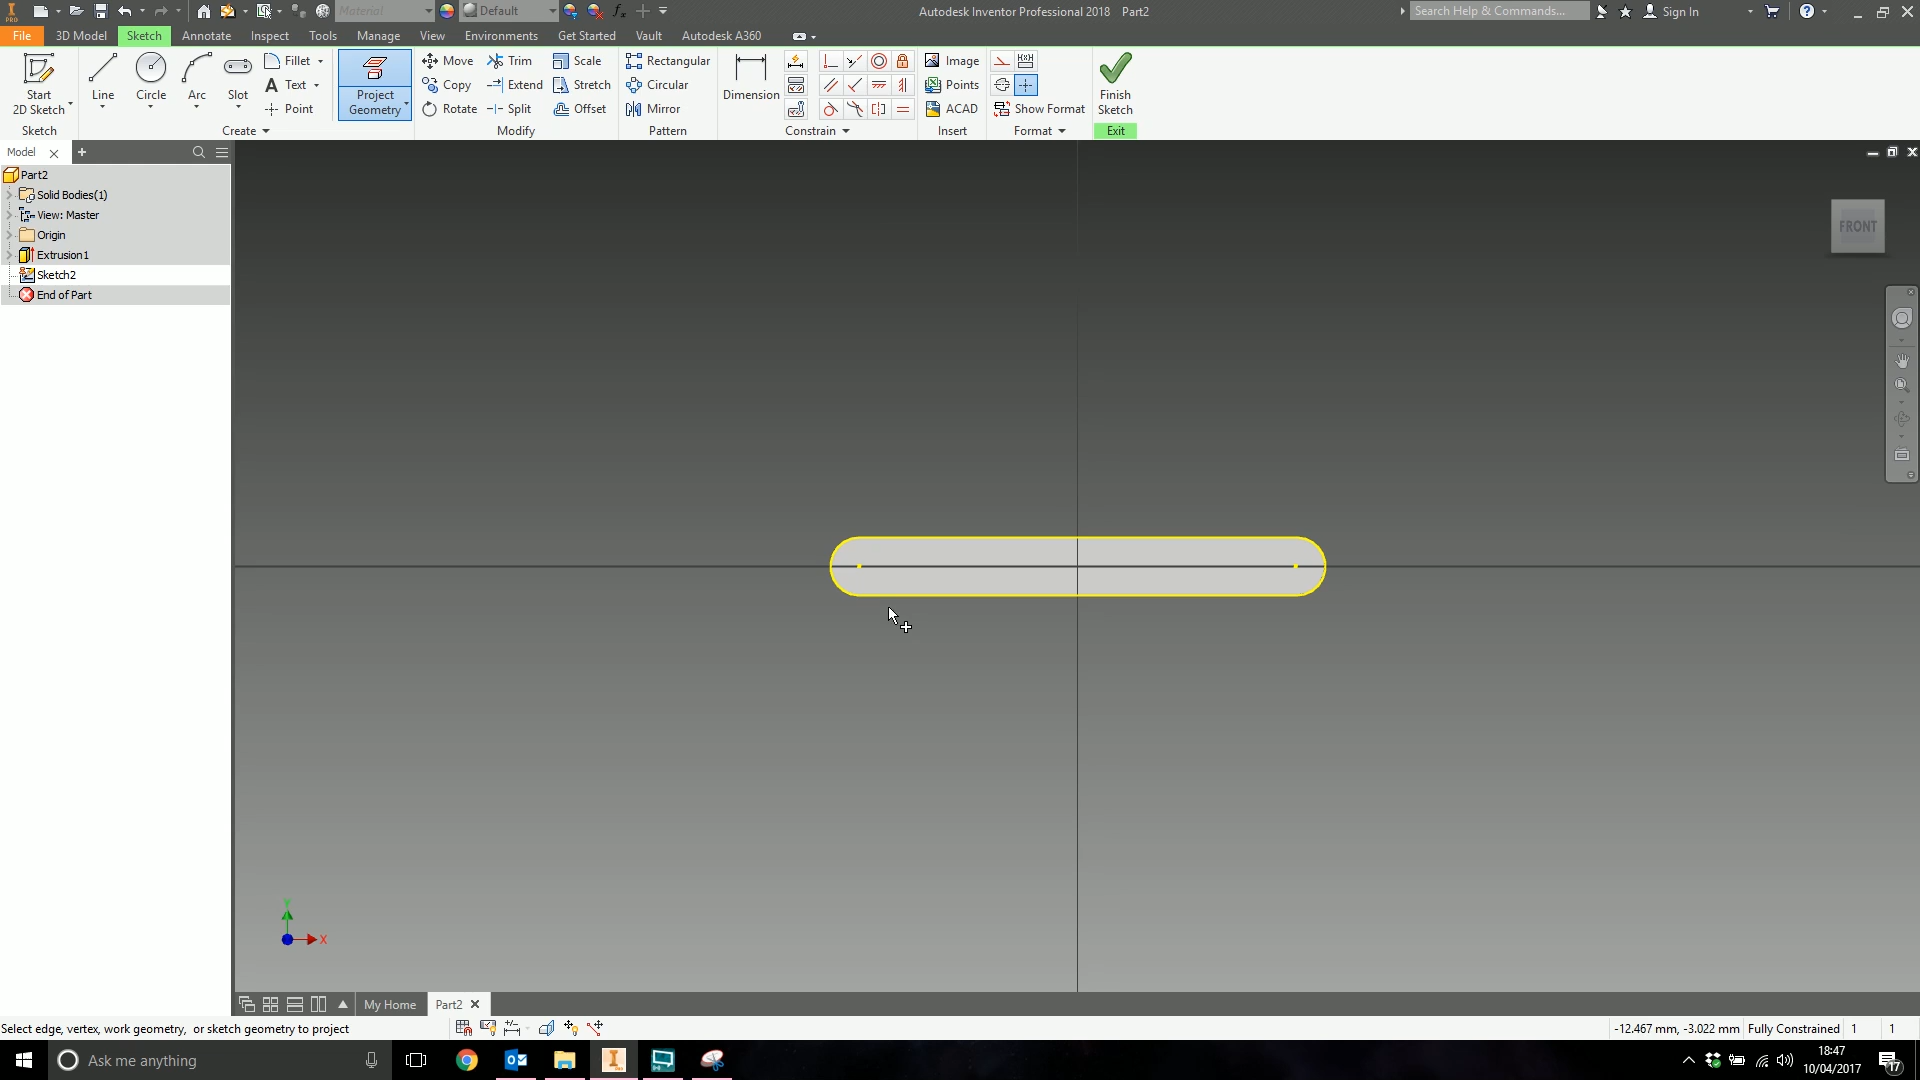 PRO
Material
Default
fx
Autodesk Inventor Professional 2018 Part2
Search Help & Commands...
Sign In
File
3D Model
Sketch
Annotate
Inspect
Tools
Manage
View
Environments
Get Started
Vault
Autodesk A360
Start
2D Sketch
Line
Circle
Arc
Slot
Fillet
Text
Point
Project
Geometry
Move
Copy
Rotate
Trim
Extend
Split
Scale
Stretch
Offset
Rectangular
Circular
Mirror
Dimension
Image
Points
ACAD
Show Format
Finish
Sketch
Sketch
Create
Modify
Pattern
Constrain
Insert
Format
Exit
Model
Part2
Solid Bodies(1)
View: Master
Origin
Extrusion1
Sketch2
End of Part
FRONT
Y
X
My Home
Part2
Select edge, vertex, work geometry, or sketch geometry to project
-12.467 mm, -3.022 mm
Fully Constrained
1
1
Ask me anything
18:47
10/04/2017
17